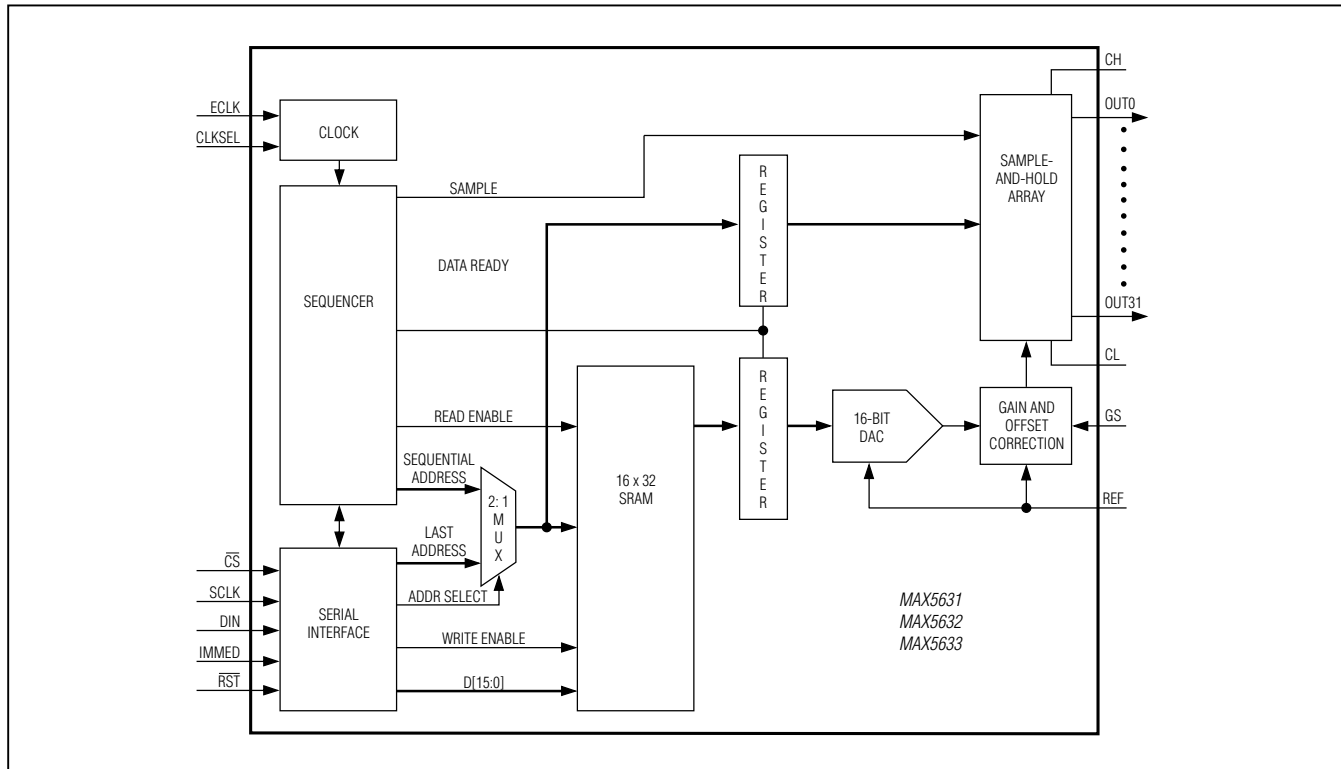 ECLK
CLKSEL
CLOCK
SEQUENCER
SAMPLE
DATA READY
READ ENABLE
SEQUENTIAL
ADDRESS
LAST
ADDRESS
ADDR SELECT
WRITE ENABLE
D[15:0]
2: 1
M
U
X
C̅S̅
SCLK
DIN
IMMED
R̅S̅T̅
SERIAL
INTERFACE
16 x 32
SRAM
R
E
G
I
S
T
E
R
R
E
G
I
S
T
E
R
16-BIT
DAC
GAIN AND
OFFSET
CORRECTION
SAMPLE-
AND-HOLD
ARRAY
CH
OUT0
OUT31
CL
GS
REF
MAX5631
MAX5632
MAX5633